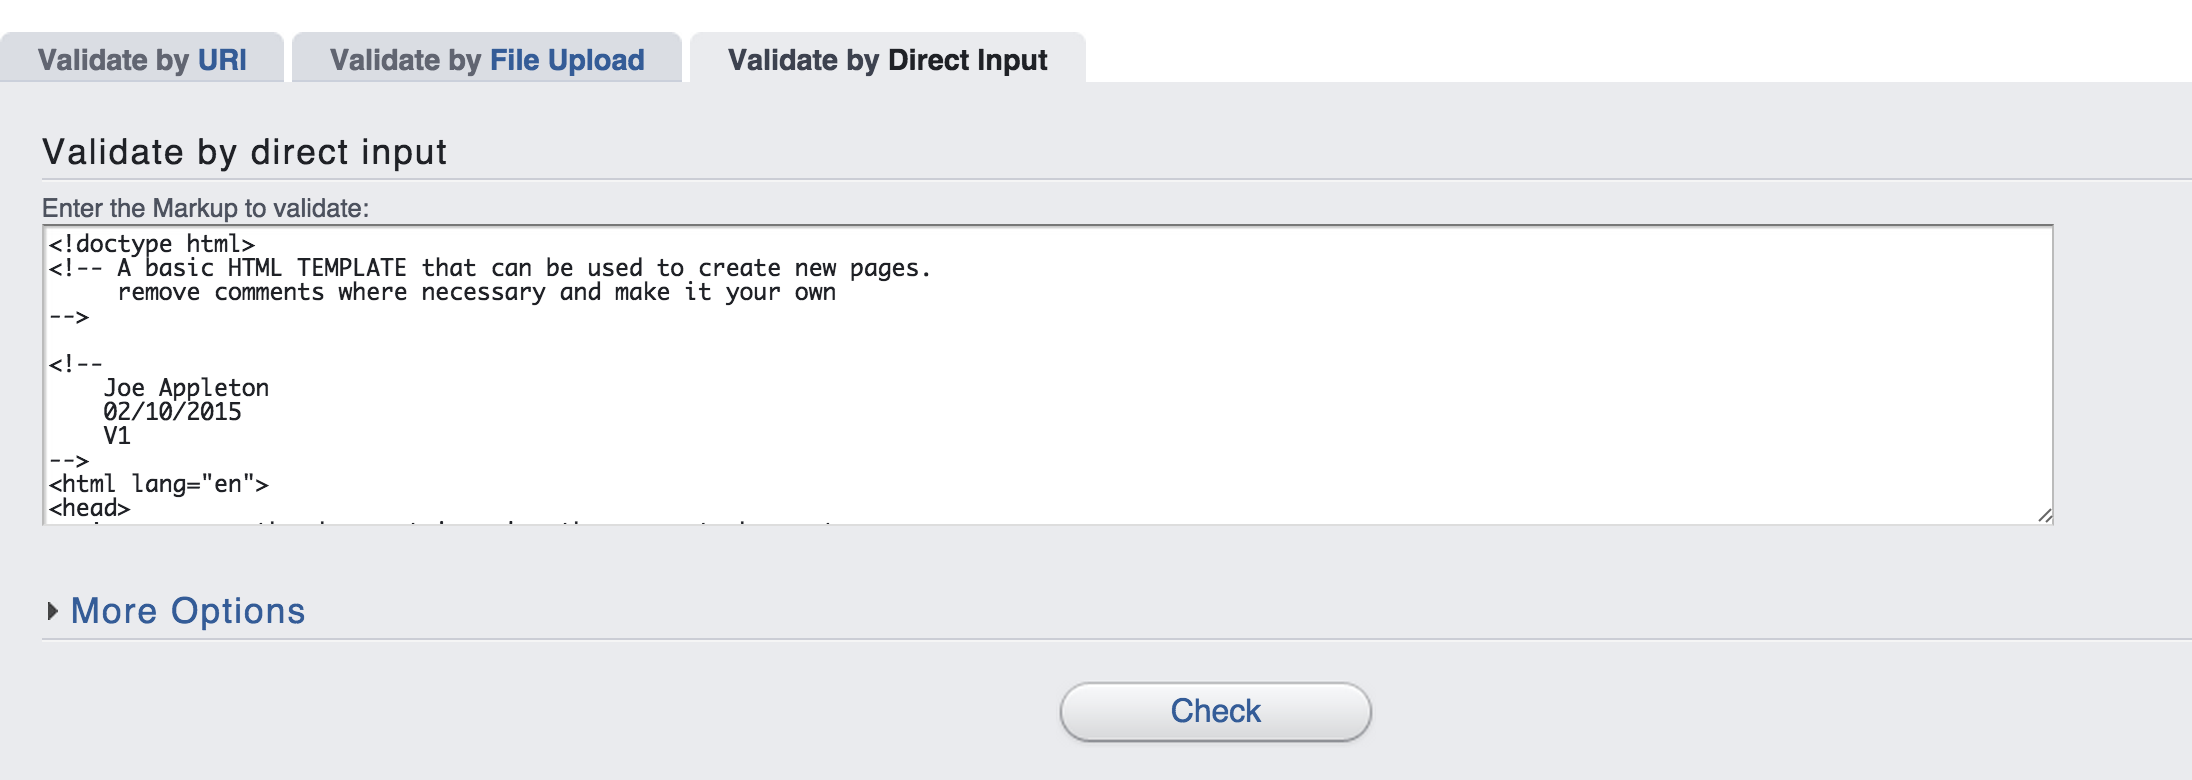 Validate by URI
Validate by File Upload
Validate by Direct Input
Validate by direct input
Enter the Markup to validate:
<!doctype html>
<!-- A basic HTML TEMPLATE that can be used to create new pages.
     remove comments where necessary and make it your own
-->
<!--
    Joe Appleton
    02/10/2015
    V1
-->
<html lang="en">
<head>
More Options
Check